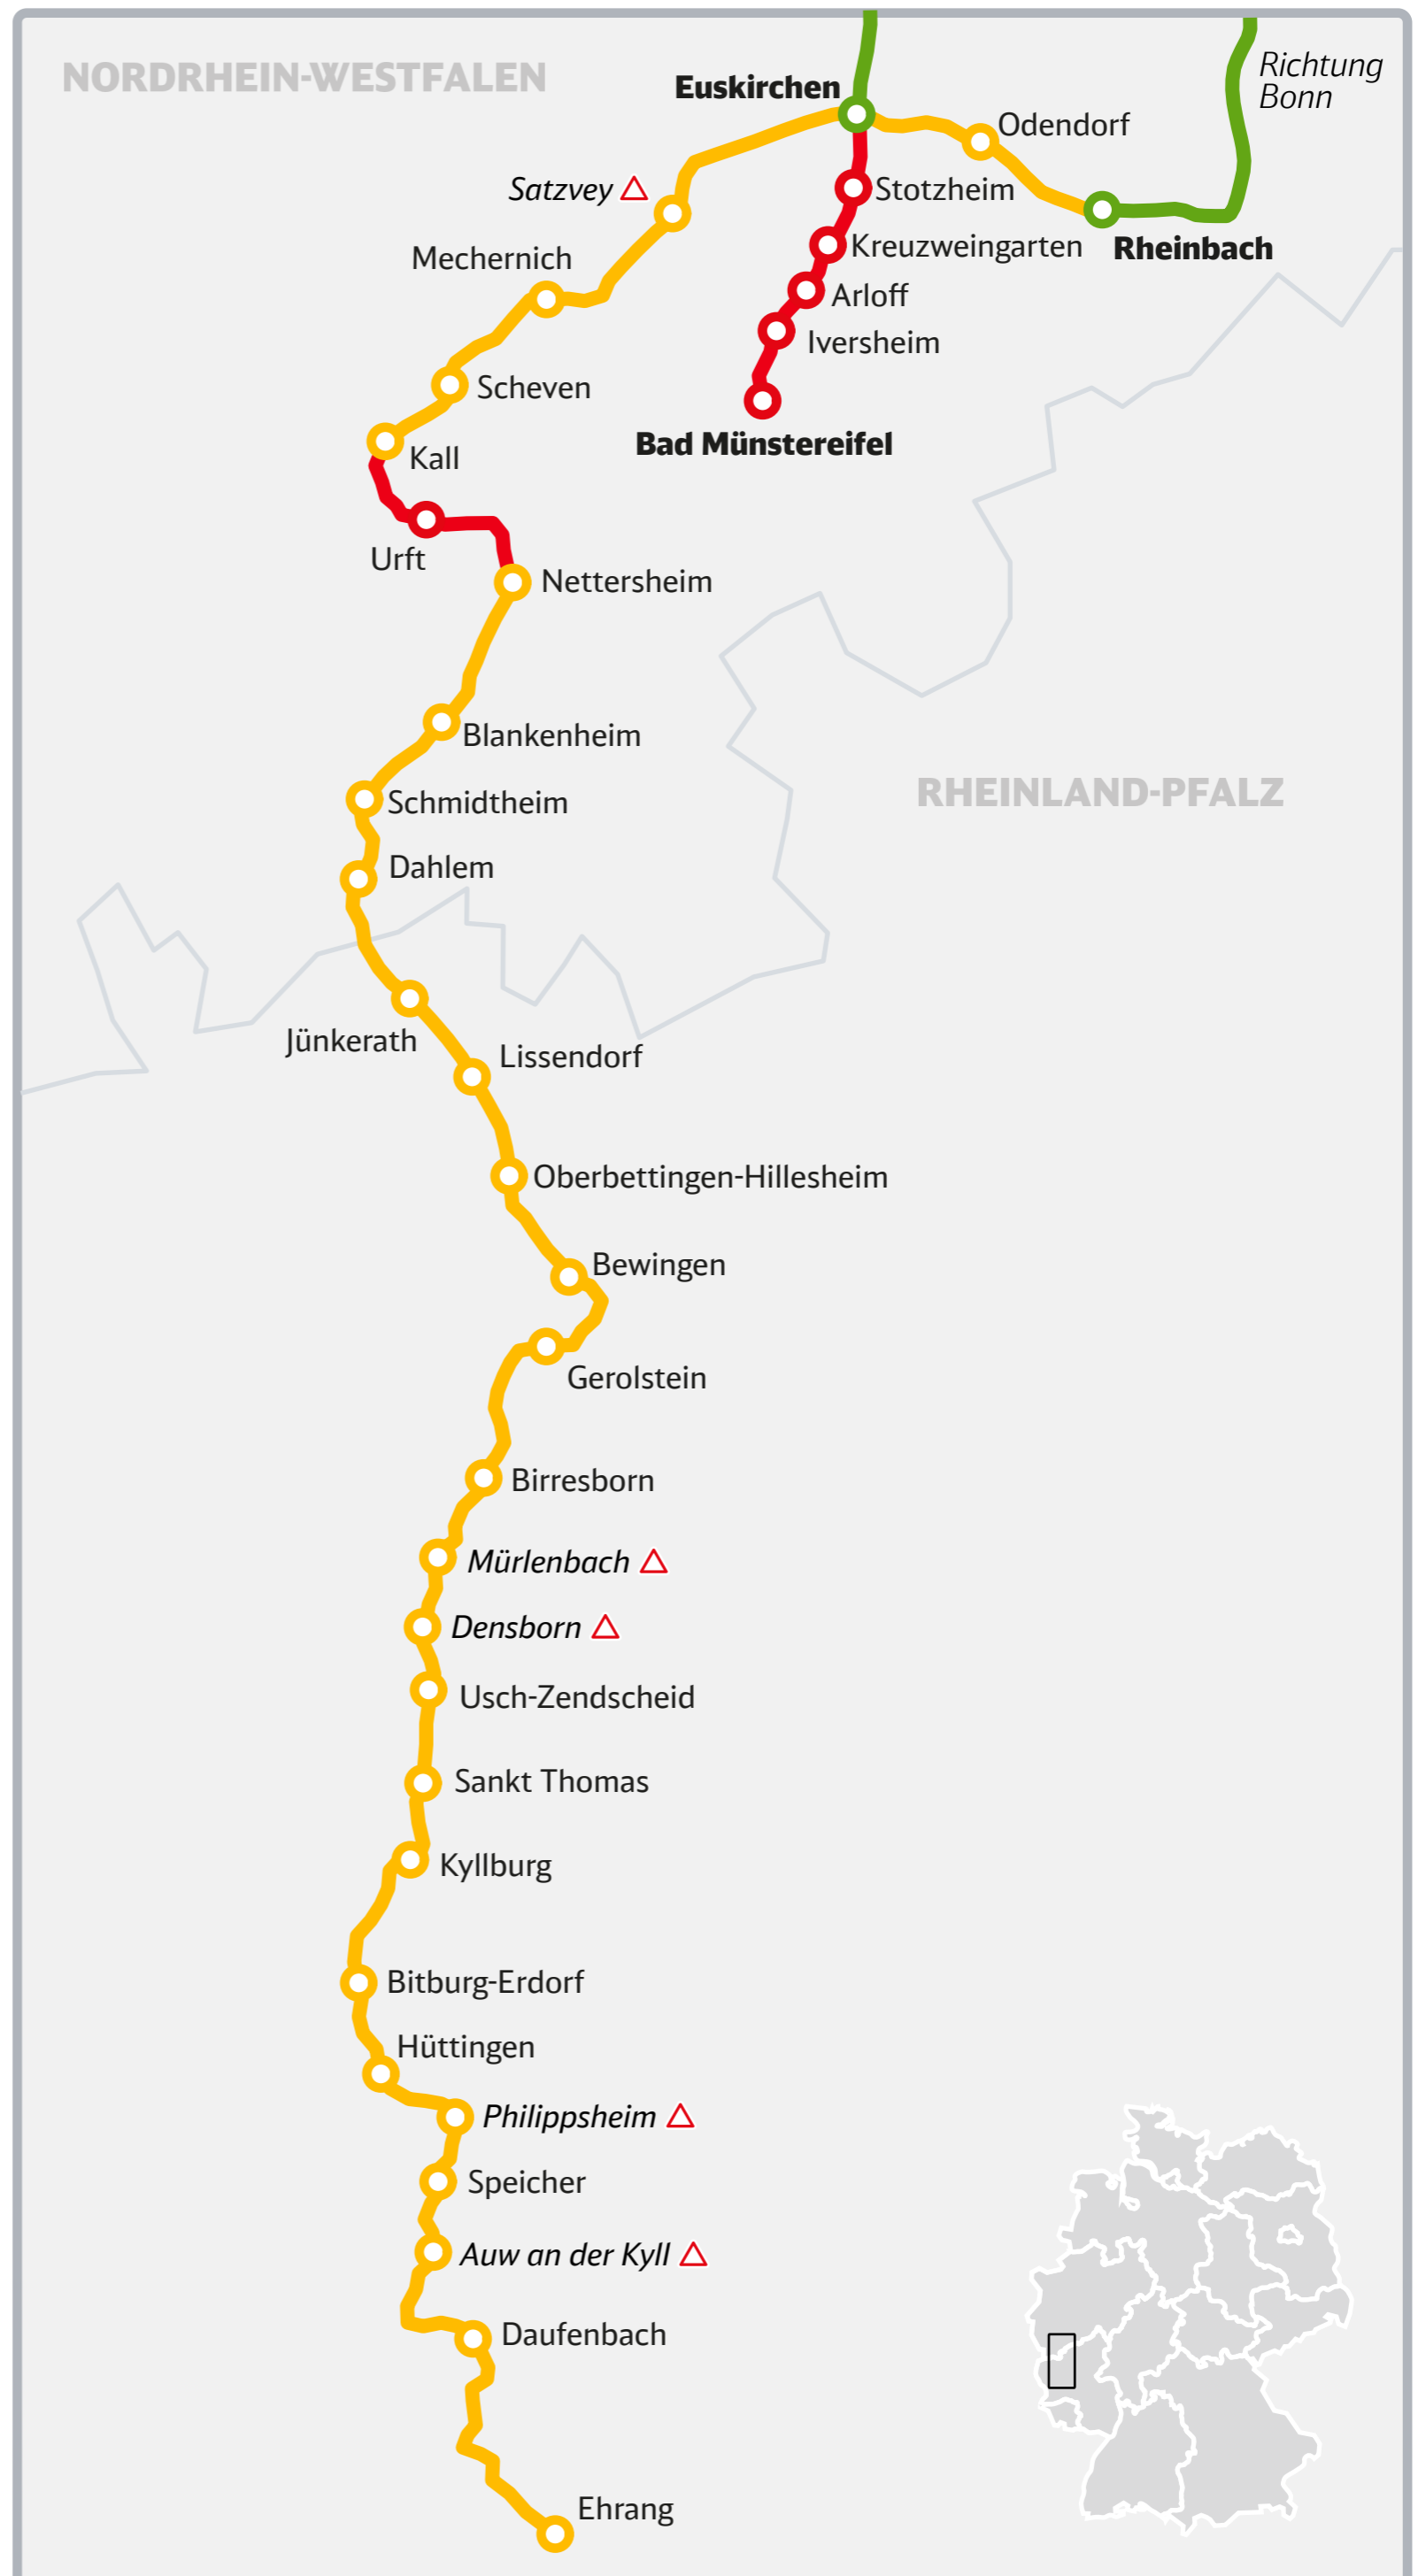 NORDRHEIN-WESTFALEN
Richtung
Bonn
Euskirchen
Odendorf
Satzvey
Stotzheim
Rheinbach
Kreuzweingarten
Mechernich
Arloff
Iversheim
Scheven
Bad Münstereifel
Kall
Urft
Nettersheim
Blankenheim
RHEINLAND-PFALZ
Schmidtheim
Dahlem
Jünkerath
Lissendorf
Oberbettingen-Hillesheim
Bewingen
Gerolstein
Birresborn
Mürlenbach
Densborn
Usch-Zendscheid
Sankt Thomas
Kyllburg
Bitburg-Erdorf
Hüttingen
Philippsheim
Speicher
Auw an der Kyll
Daufenbach
Ehrang